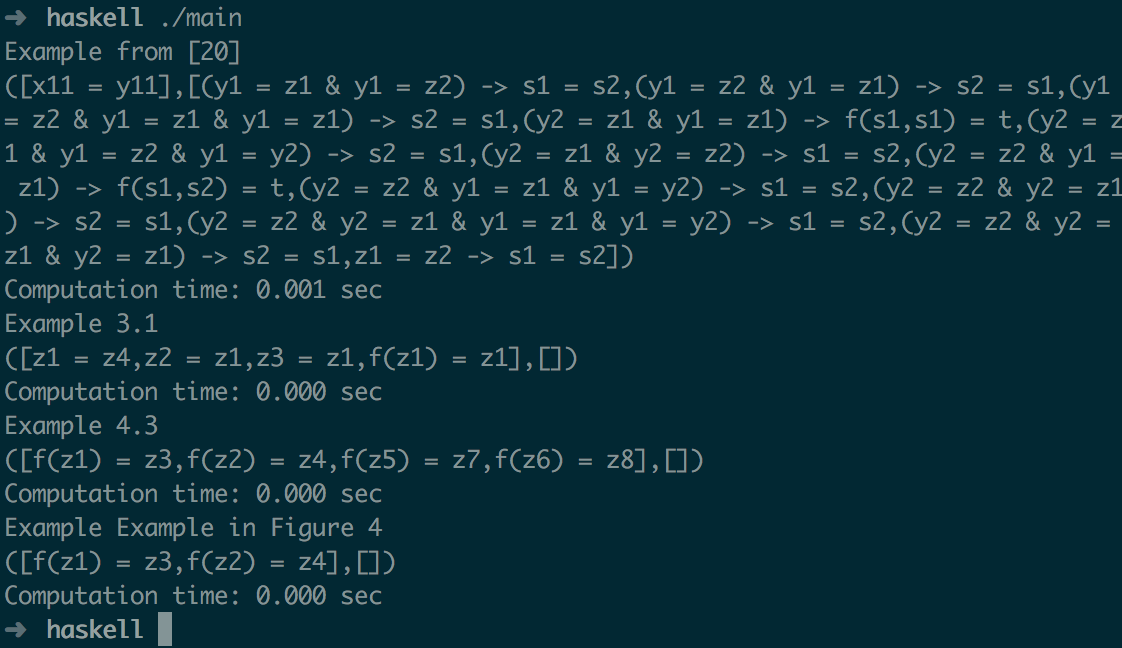 ➜ haskell ./main
Example from [20]
([x11 = y11],[(y1 = z1 & y1 = z2) -> s1 = s2,(y1 = z2 & y1 = z1) -> s2 = s1,(y1
= z2 & y1 = z1 & y1 = z1) -> s2 = s1,(y2 = z1 & y1 = z1) -> f(s1,s1) = t,(y2 = z
1 & y1 = z2 & y1 = y2) -> s2 = s1,(y2 = z1 & y2 = z2) -> s1 = s2,(y2 = z2 & y1 =
 z1) -> f(s1,s2) = t,(y2 = z2 & y1 = z1 & y1 = y2) -> s1 = s2,(y2 = z2 & y2 = z1
) -> s2 = s1,(y2 = z2 & y2 = z1 & y1 = z1 & y1 = y2) -> s1 = s2,(y2 = z2 & y2 =
z1 & y2 = z1) -> s2 = s1,z1 = z2 -> s1 = s2])
Computation time: 0.001 sec
Example 3.1
([z1 = z4,z2 = z1,z3 = z1,f(z1) = z1],[])
Computation time: 0.000 sec
Example 4.3
([f(z1) = z3,f(z2) = z4,f(z5) = z7,f(z6) = z8],[])
Computation time: 0.000 sec
Example Example in Figure 4
([f(z1) = z3,f(z2) = z4],[])
Computation time: 0.000 sec
➜ haskell